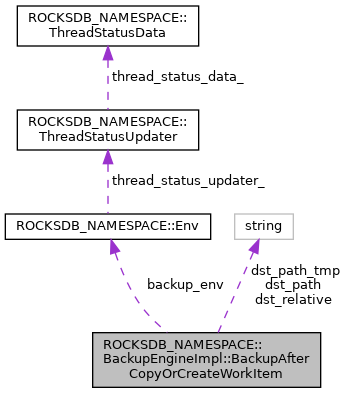 ROCKSDB_NAMESPACE::
ThreadStatusData
thread_status_data_
ROCKSDB_NAMESPACE::
ThreadStatusUpdater
thread_status_updater_
ROCKSDB_NAMESPACE::Env
string
backup_env
dst_path_tmp
dst_path
dst_relative
ROCKSDB_NAMESPACE::
BackupEngineImpl::BackupAfter
CopyOrCreateWorkItem